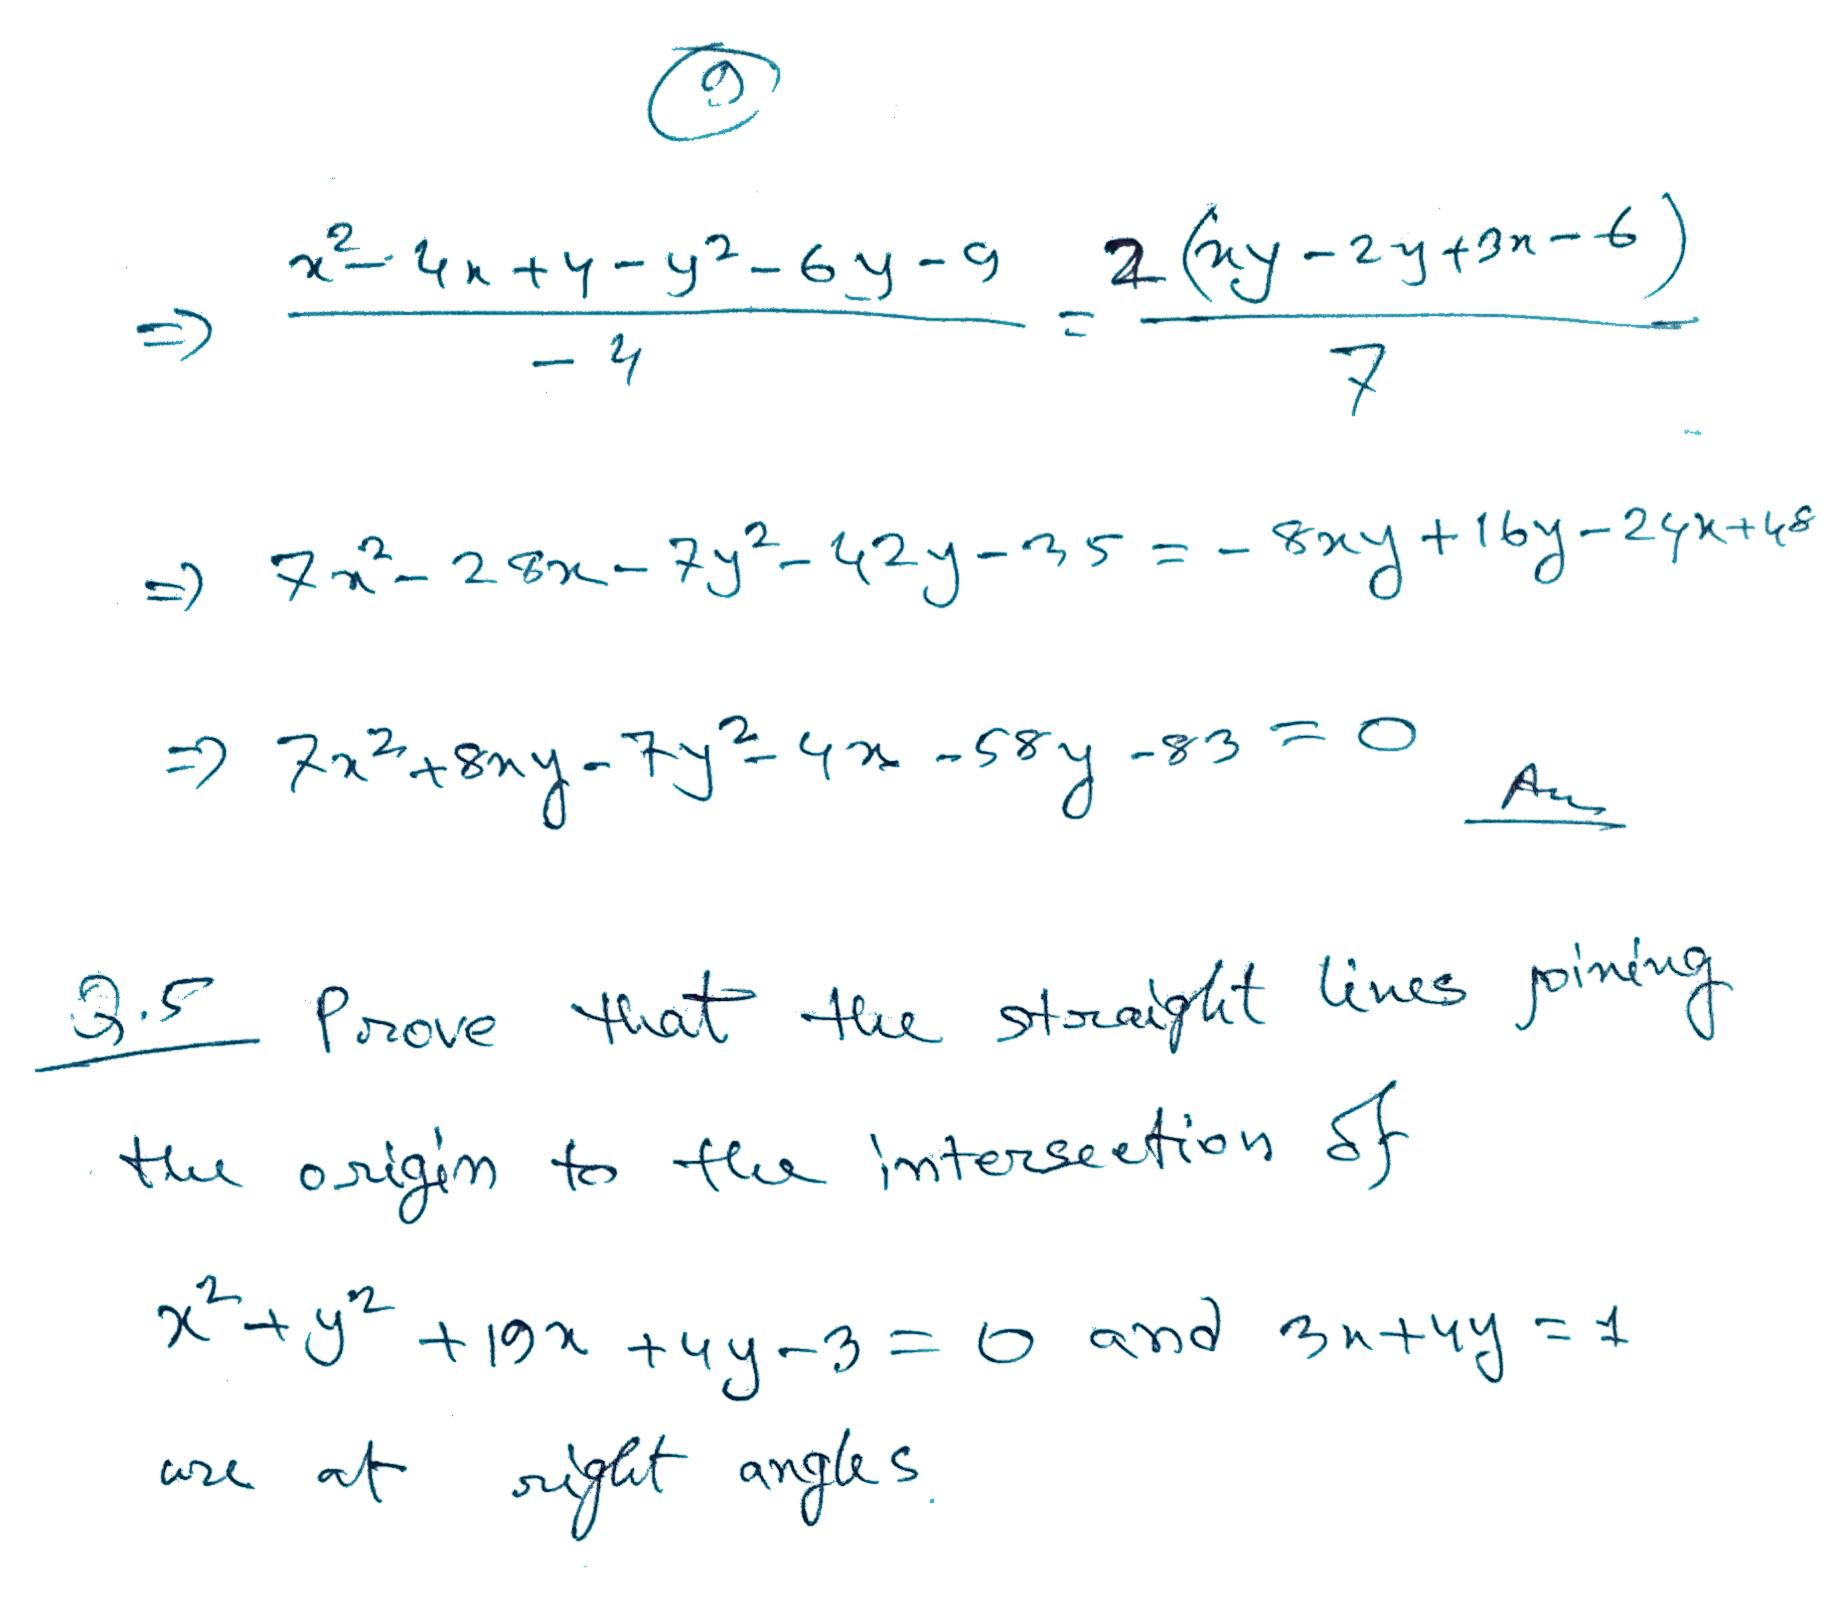 9
⇒ (x² - 4x + 4 - y² - 6y - 9) / -4 = 2(xy - 2y + 3x - 6) / 7
⇒ 7x² - 28x - 7y² - 42y - 35 = - 8xy + 16y - 24x + 48
⇒ 7x² + 8xy - 7y² - 4x - 58y - 83 = 0 Ans
Q.5 Prove that the straight lines joining
the origin to the intersection of
x² + y² + 19x + 4y - 3 = 0 and 3x + 4y = 1
are at right angles.